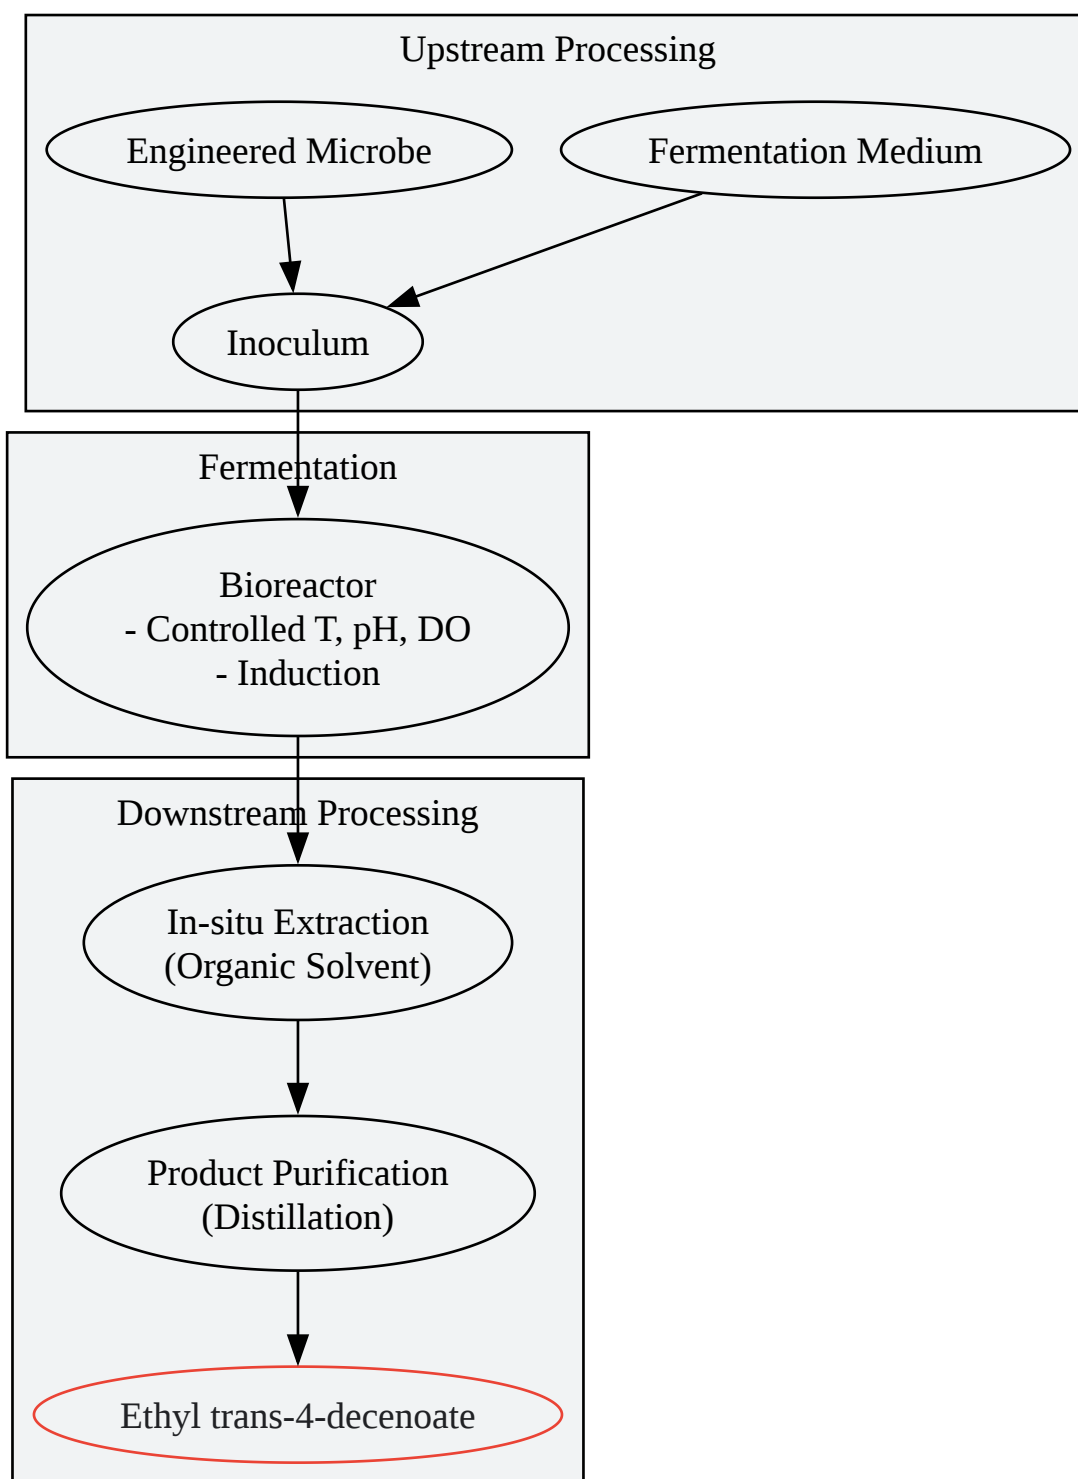 Upstream Processing
Engineered Microbe
Fermentation Medium
Inoculum
Fermentation
Bioreactor
- Controlled T, pH, DO
- Induction
Downstream Processing
In-situ Extraction
(Organic Solvent)
Product Purification
(Distillation)
Ethyl trans-4-decenoate